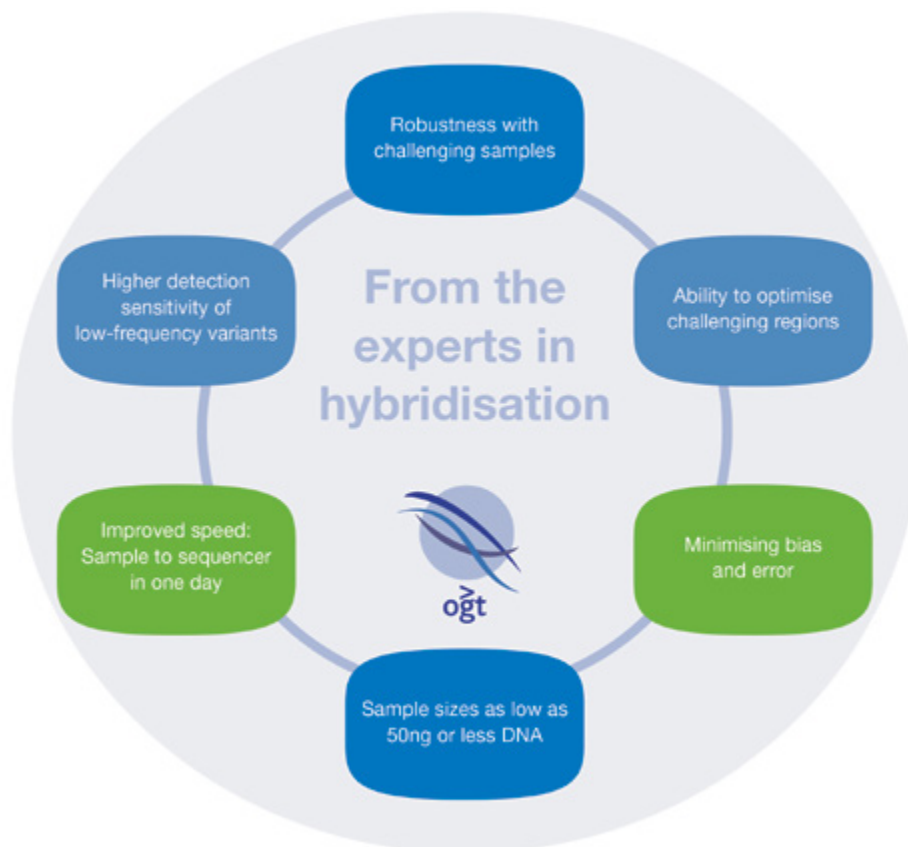 Robustness with
challenging samples
Higher detection
sensitivity of
low-frequency variants
From the
experts in
hybridisation
Ability to optimise
challenging regions
Improved speed:
Sample to sequencer
in one day
ogt
Minimising bias
and error
Sample sizes as low as
50ng or less DNA